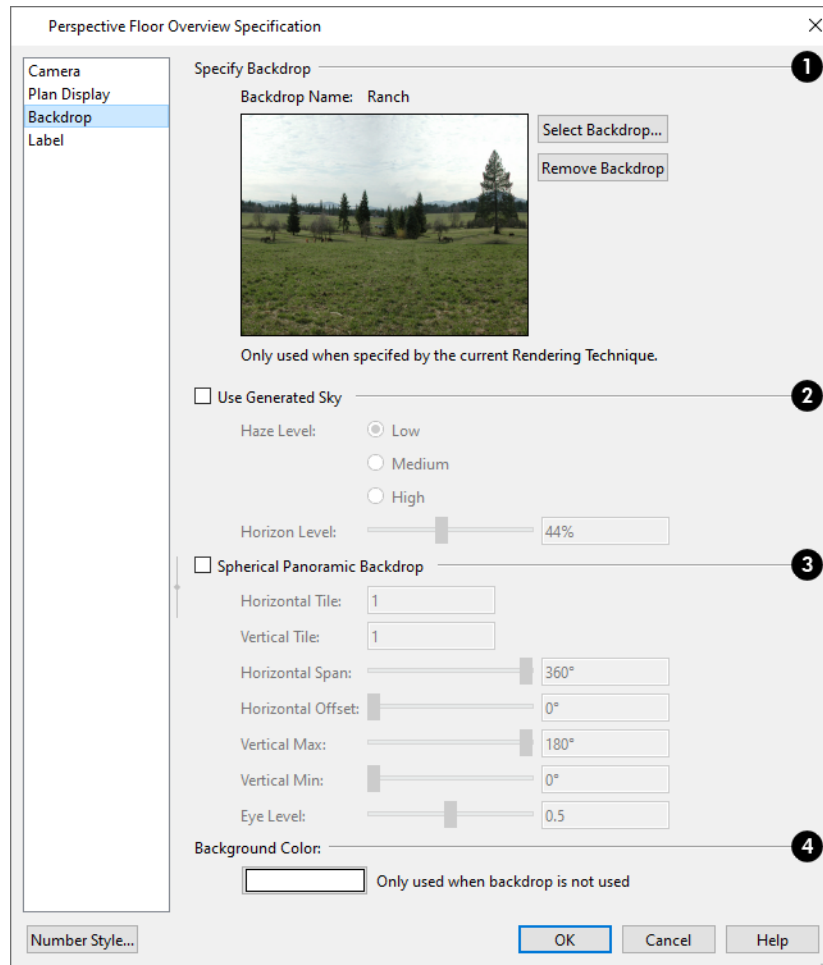 Perspective Floor Overview Specification
Camera
Plan Display
Backdrop
Label
Specify Backdrop
1
Backdrop Name: Ranch
Select Backdrop...
Remove Backdrop
Only used when specifed by the current Rendering Technique.
Use Generated Sky
2
Haze Level:
Low
Medium
High
Horizon Level:
44%
Spherical Panoramic Backdrop
3
Horizontal Tile:
1
Vertical Tile:
1
Horizontal Span:
360°
Horizontal Offset:
0°
Vertical Max:
180°
Vertical Min:
0°
Eye Level:
0.5
Background Color:
4
Only used when backdrop is not used
Number Style...
OK
Cancel
Help